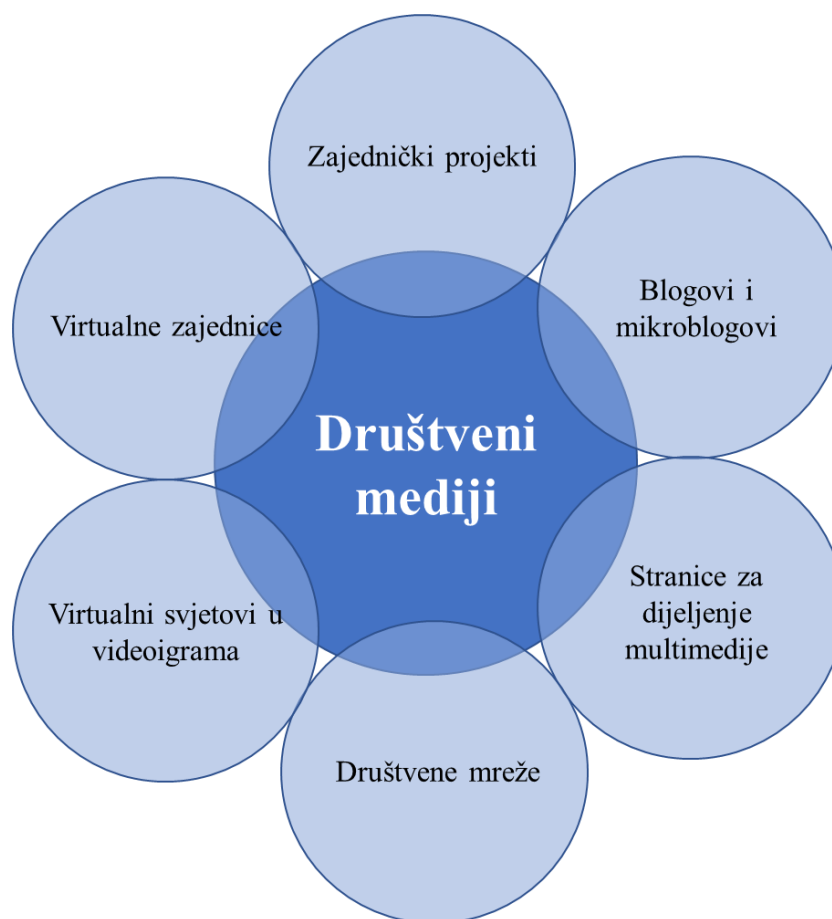 Zajednički projekti
Blogovi i
mikroblogovi
Virtualne zajednice
Društveni
mediji
Stranice za
dijeljenje
multimedije
Virtualni svjetovi u
videoigrama
Društvene mreže